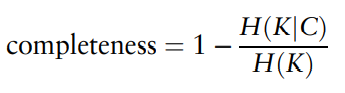 completeness = 1 − H(K|C) / H(K)